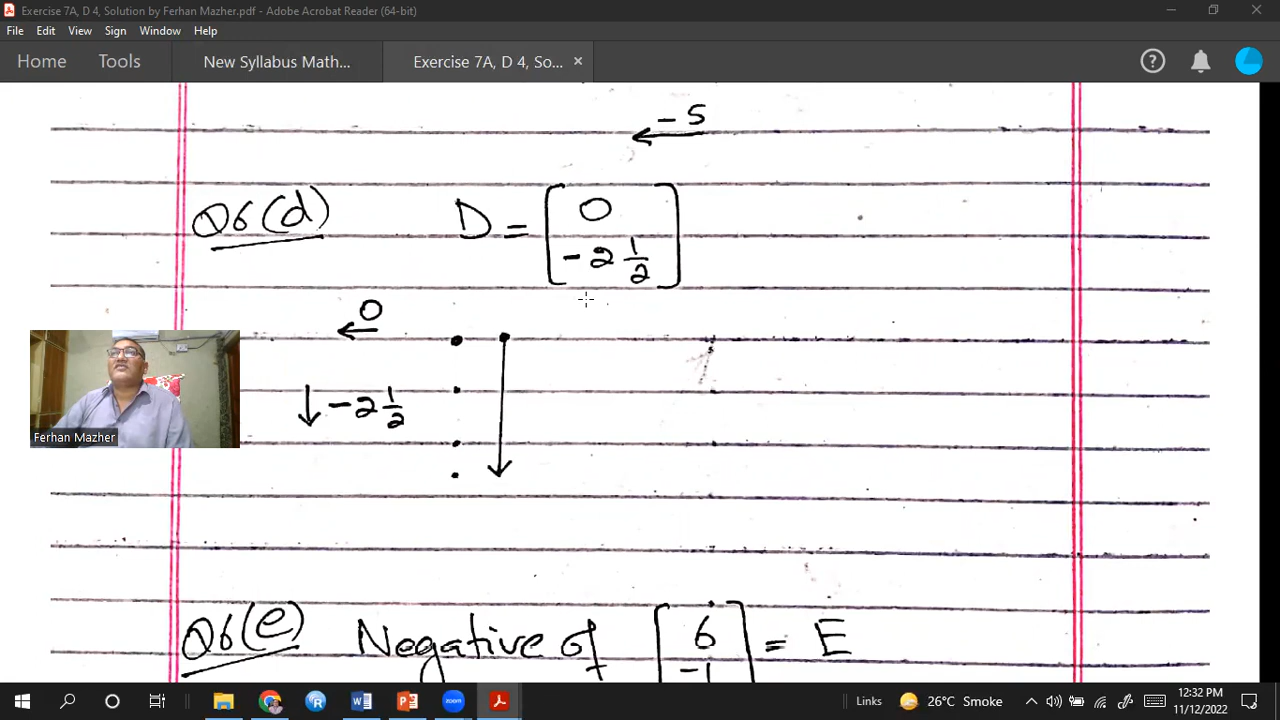 Exercise 7A, D 4, Solution by Ferhan Mazher.pdf - Adobe Acrobat Reader (64-bit)
File Edit View Sign Window Help
Home Tools New Syllabus Math... Exercise 7A, D 4, So... ×
-5
Q6(d) D = [0
-2 1/2]
0
-2 1/2
Ferhan Mazher
Q6(e) Negative of [6
-1] = E
Links 26°C Smoke 12:32 PM
11/12/2022